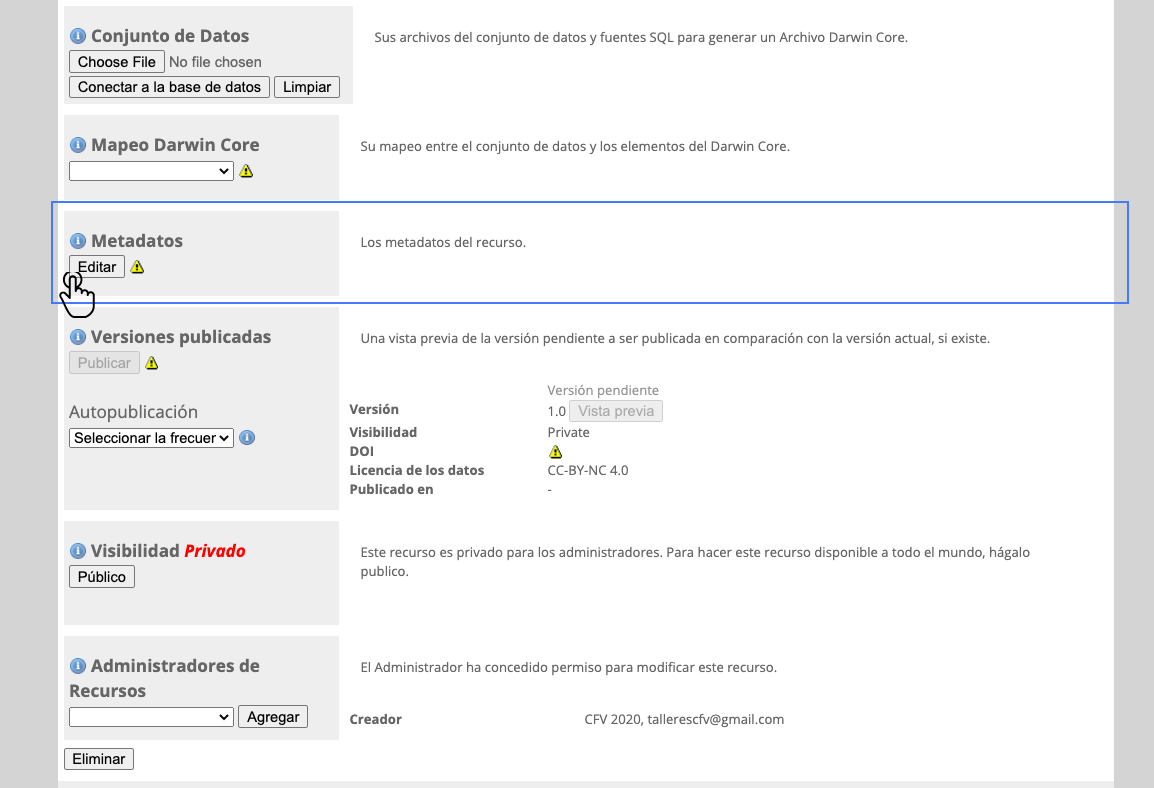 Conjunto de Datos
Sus archivos del conjunto de datos y fuentes SQL para generar un Archivo Darwin Core.
Choose File No file chosen
Conectar a la base de datos Limpiar
Mapeo Darwin Core
Su mapeo entre el conjunto de datos y los elementos del Darwin Core.
Metadatos
Los metadatos del recurso.
Editar
Versiones publicadas
Una vista previa de la versión pendiente a ser publicada en comparación con la versión actual, si existe.
Publicar
Autopublicación
Seleccionar la frecuer
Versión pendiente
Versión 1.0 Vista previa
Visibilidad Private
DOI
Licencia de los datos CC-BY-NC 4.0
Publicado en -
Visibilidad Privado
Este recurso es privado para los administradores. Para hacer este recurso disponible a todo el mundo, hágalo
publico.
Público
Administradores de
Recursos
El Administrador ha concedido permiso para modificar este recurso.
Agregar
Creador CFV 2020, tallerescfv@gmail.com
Eliminar